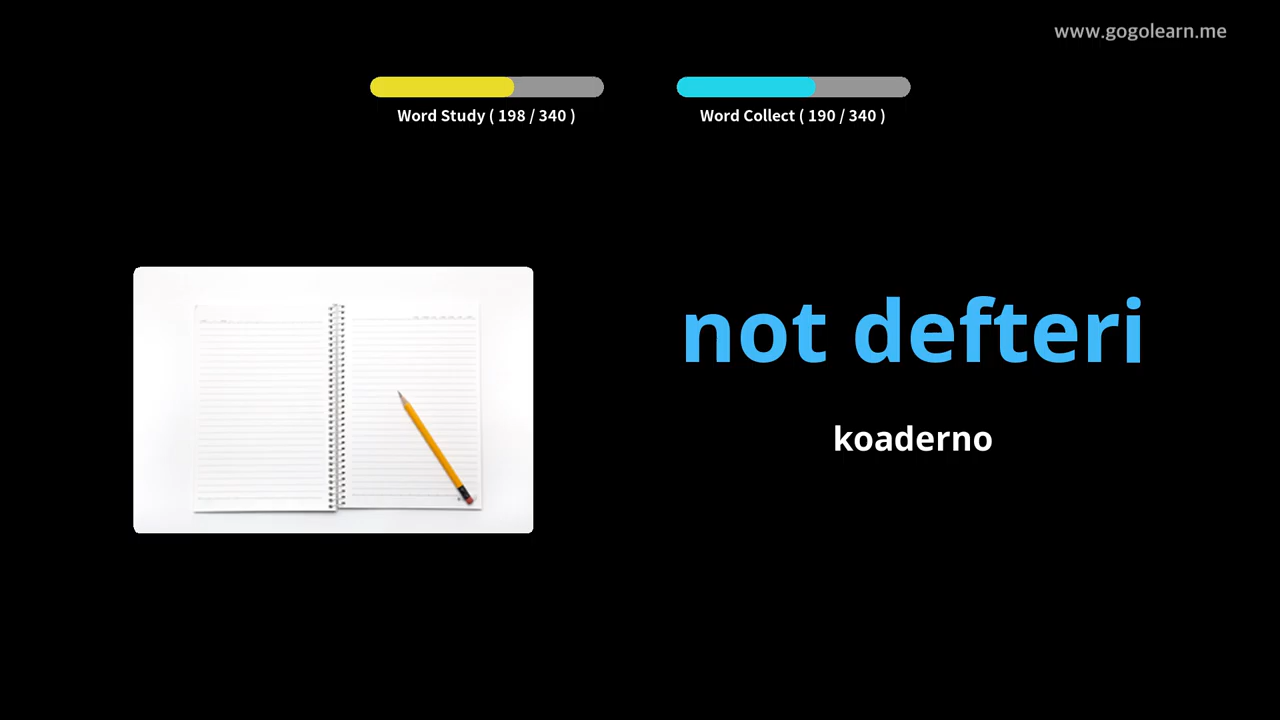 www.gogolearn.me
Word Study ( 198 / 340 )
Word Collect ( 190 / 340 )
not defteri
koaderno